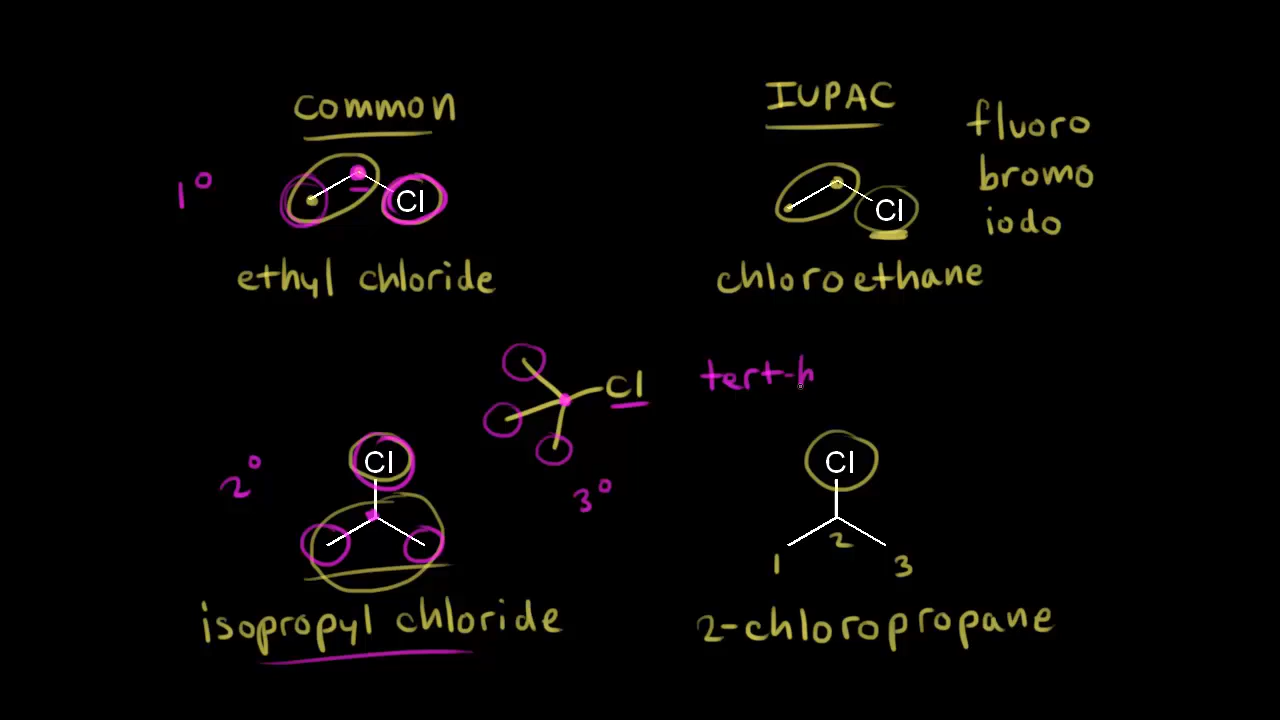 common
IUPAC
fluoro
bromo
iodo
1°
Cl
Cl
ethyl chloride
chloroethane
Cl
tert-h
2°
Cl
3°
Cl
1
2
3
isopropyl chloride
2-chloropropane